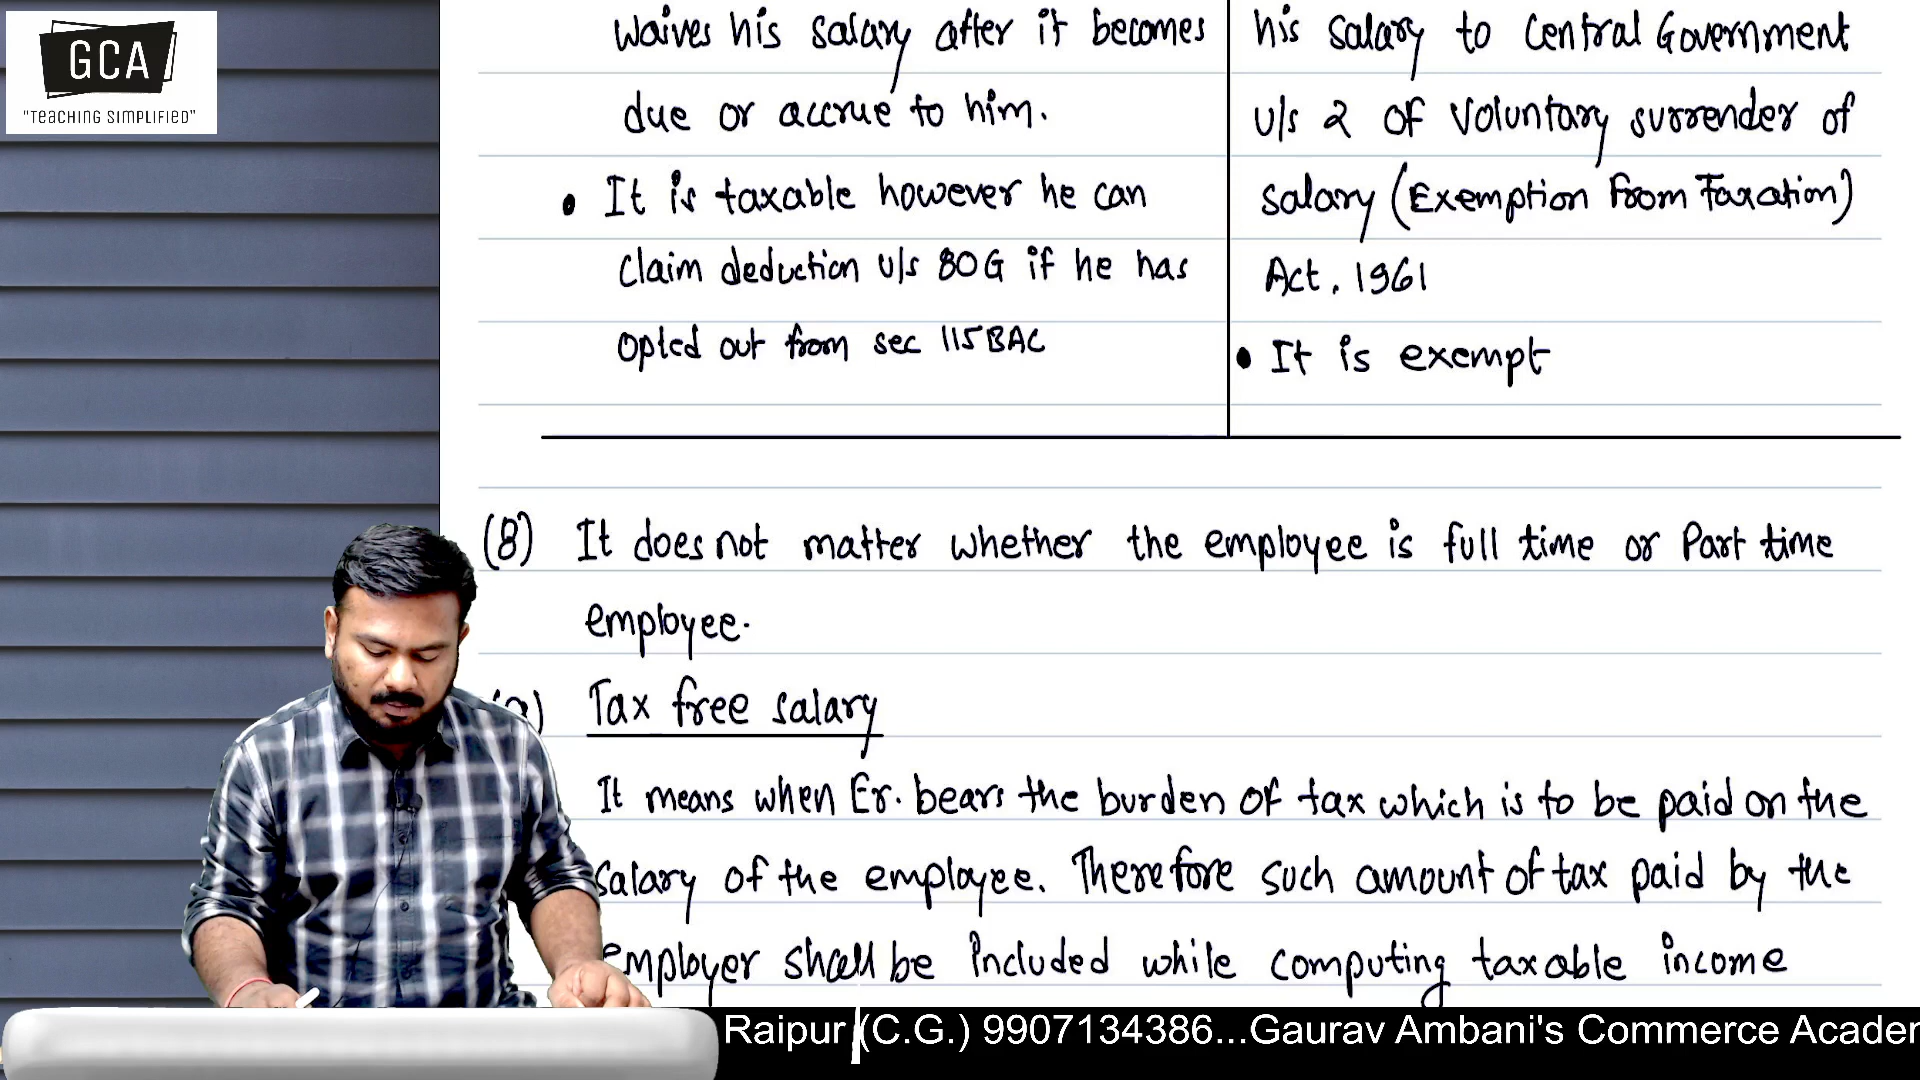 GCA
"Teaching Simplified"
Waives his salary after it becomes
due or accrue to him.
• It is taxable however he can
claim deduction u/s 80G if he has
opted out from sec 115BAC
his salary to Central Government
u/s 2 of Voluntary surrender of
salary (Exemption from Taxation)
Act, 1961
• It is exempt
(8) It does not matter whether the employee is full time or Part time
employee.
Tax free salary
It means when Er. bears the burden of tax which is to be paid on the
salary of the employee. Therefore such amount of tax paid by the
employer shall be included while computing taxable income
Raipur (C.G.) 9907134386...Gaurav Ambani's Commerce Acader